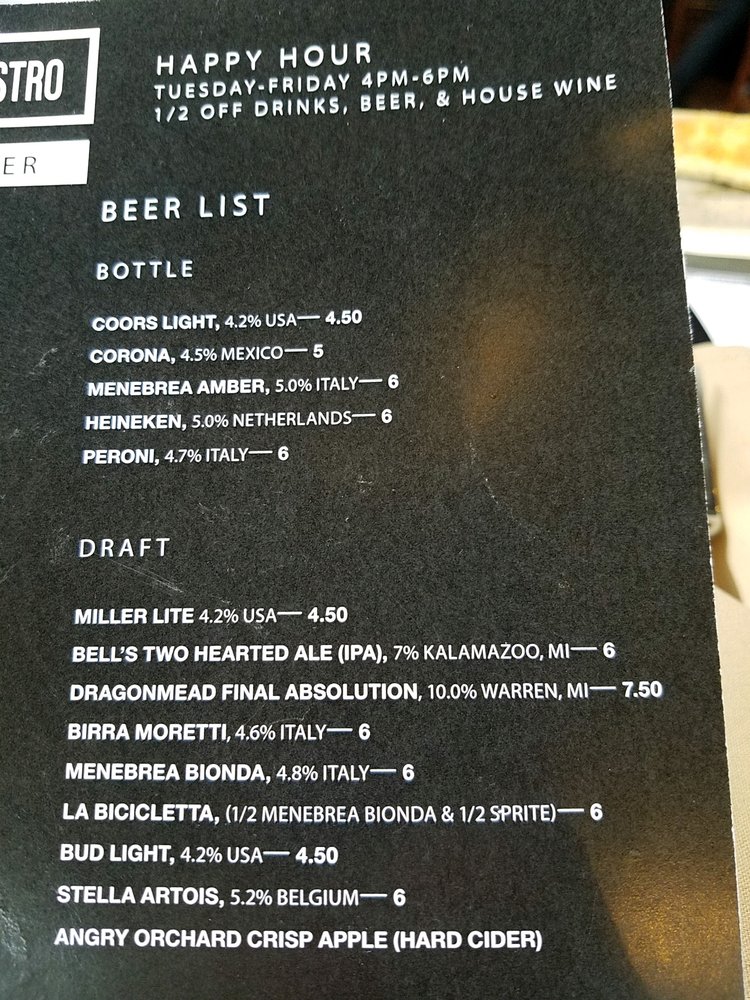 STRO
ER
HAPPY HOUR
TUESDAY-FRIDAY 4PM-6PM
1/2 OFF DRINKS, BEER, & HOUSE WINE
BEER LIST
BOTTLE
COORS LIGHT, 4.2% USA— 4.50
CORONA, 4.5% MEXICO— 5
MENEBREA AMBER, 5.0% ITALY— 6
HEINEKEN, 5.0% NETHERLANDS— 6
PERONI, 4.7% ITALY— 6
DRAFT
MILLER LITE 4.2% USA— 4.50
BELL'S TWO HEARTED ALE (IPA), 7% KALAMAZOO, MI— 6
DRAGONMEAD FINAL ABSOLUTION, 10.0% WARREN, MI— 7.50
BIRRA MORETTI, 4.6% ITALY— 6
MENEBREA BIONDA, 4.8% ITALY— 6
LA BICICLETTA, (1/2 MENEBREA BIONDA & 1/2 SPRITE)— 6
BUD LIGHT, 4.2% USA— 4.50
STELLA ARTOIS, 5.2% BELGIUM— 6
ANGRY ORCHARD CRISP APPLE (HARD CIDER)